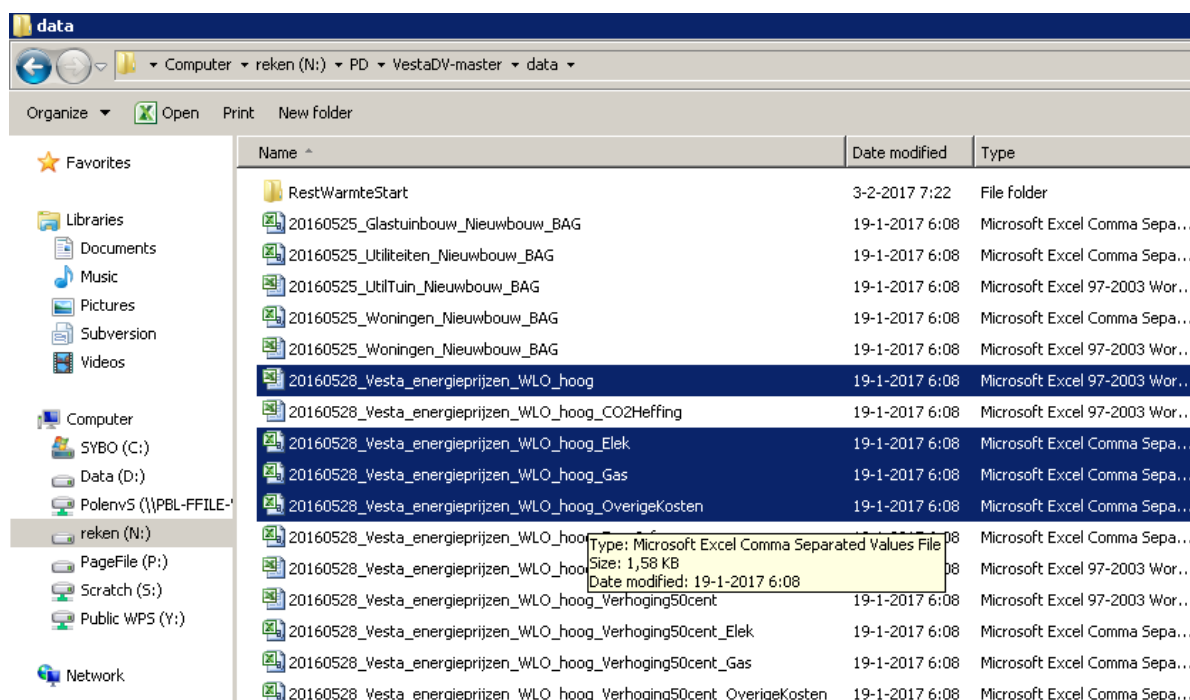 data
Computer reken (N:) PD VestaDV-master data
Organize Open Print New folder
Favorites
Libraries
Documents
Music
Pictures
Subversion
Videos
Computer
SYBO (C:)
Data (D:)
PolenvS (\\PBL-FFILE-
reken (N:)
PageFile (P:)
Scratch (S:)
Public WPS (Y:)
Network
Name Date modified Type
RestWarmteStart 3-2-2017 7:22 File folder
20160525_Glastuinbouw_Nieuwbouw_BAG 19-1-2017 6:08 Microsoft Excel Comma Sepa...
20160525_Utiliteiten_Nieuwbouw_BAG 19-1-2017 6:08 Microsoft Excel Comma Sepa...
20160525_UtilTuin_Nieuwbouw_BAG 19-1-2017 6:08 Microsoft Excel 97-2003 Wor...
20160525_Woningen_Nieuwbouw_BAG 19-1-2017 6:08 Microsoft Excel Comma Sepa...
20160525_Woningen_Nieuwbouw_BAG 19-1-2017 6:08 Microsoft Excel 97-2003 Wor...
20160528_Vesta_energieprijzen_WLO_hoog 19-1-2017 6:08 Microsoft Excel 97-2003 Wor...
20160528_Vesta_energieprijzen_WLO_hoog_CO2Heffing 19-1-2017 6:08 Microsoft Excel 97-2003 Wor...
20160528_Vesta_energieprijzen_WLO_hoog_Elek 19-1-2017 6:08 Microsoft Excel Comma Sepa...
20160528_Vesta_energieprijzen_WLO_hoog_Gas 19-1-2017 6:08 Microsoft Excel Comma Sepa...
20160528_Vesta_energieprijzen_WLO_hoog_OverigeKosten 19-1-2017 6:08 Microsoft Excel Comma Sepa...
20160528_Vesta_energieprijzen_WLO_hoo 08 Microsoft Excel Comma Sepa...
Type: Microsoft Excel Comma Separated Values File
Size: 1,58 KB
Date modified: 19-1-2017 6:08
20160528_Vesta_energieprijzen_WLO_hoo 08 Microsoft Excel 97-2003 Wor...
20160528_Vesta_energieprijzen_WLO_hoog_Verhoging50cent 19-1-2017 6:08 Microsoft Excel 97-2003 Wor...
20160528_Vesta_energieprijzen_WLO_hoog_Verhoging50cent_Elek 19-1-2017 6:08 Microsoft Excel Comma Sepa...
20160528_Vesta_energieprijzen_WLO_hoog_Verhoging50cent_Gas 19-1-2017 6:08 Microsoft Excel Comma Sepa...
20160528_Vesta_energieprijzen_WLO_hoog_Verhoging50cent_OverigeKosten 19-1-2017 6:08 Microsoft Excel Comma Sepa...